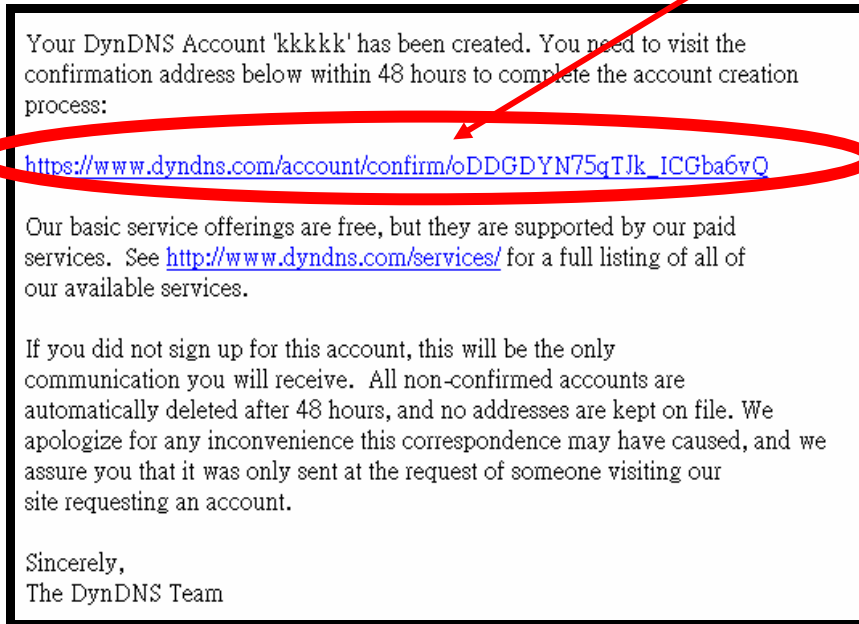 Your DynDNS Account 'kkkkk' has been created. You need to visit the
confirmation address below within 48 hours to complete the account creation
process:
https://www.dyndns.com/account/confirm/oDDGDYN75qTJk_ICGba6vQ
Our basic service offerings are free, but they are supported by our paid
services. See http://www.dyndns.com/services/ for a full listing of all of
our available services.
If you did not sign up for this account, this will be the only
communication you will receive. All non-confirmed accounts are
automatically deleted after 48 hours, and no addresses are kept on file. We
apologize for any inconvenience this correspondence may have caused, and we
assure you that it was only sent at the request of someone visiting our
site requesting an account.
Sincerely,
The DynDNS Team